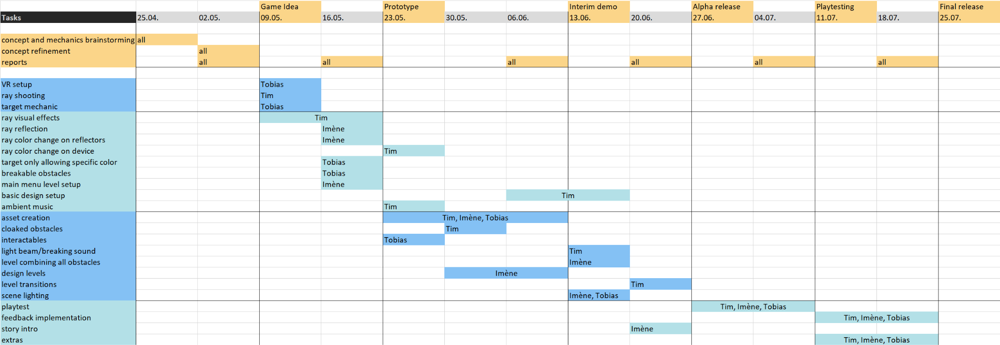 Game Idea Prototype Interim demo Alpha release Playtesting Final release
Tasks 25.04. 02.05. 09.05. 16.05. 23.05. 30.05. 06.06. 13.06. 20.06. 27.06. 04.07. 11.07. 18.07. 25.07.
concept and mechanics brainstorming all
concept refinement all
reports all all all all all all
VR setup Tobias
ray shooting Tim
target mechanic Tobias
ray visual effects Tim
ray reflection Imène
ray color change on reflectors Imène
ray color change on device Tim
target only allowing specific color Tobias
breakable obstacles Tobias
main menu level setup Imène
basic design setup Tim
ambient music Tim
asset creation Tim, Imène, Tobias
cloaked obstacles Tim
interactables Tobias
light beam/breaking sound Tim
level combining all obstacles Imène
design levels Imène
level transitions Tim
scene lighting Imène, Tobias
playtest Tim, Imène, Tobias
feedback implementation Tim, Imène, Tobias
story intro Imène
extras Tim, Imène, Tobias